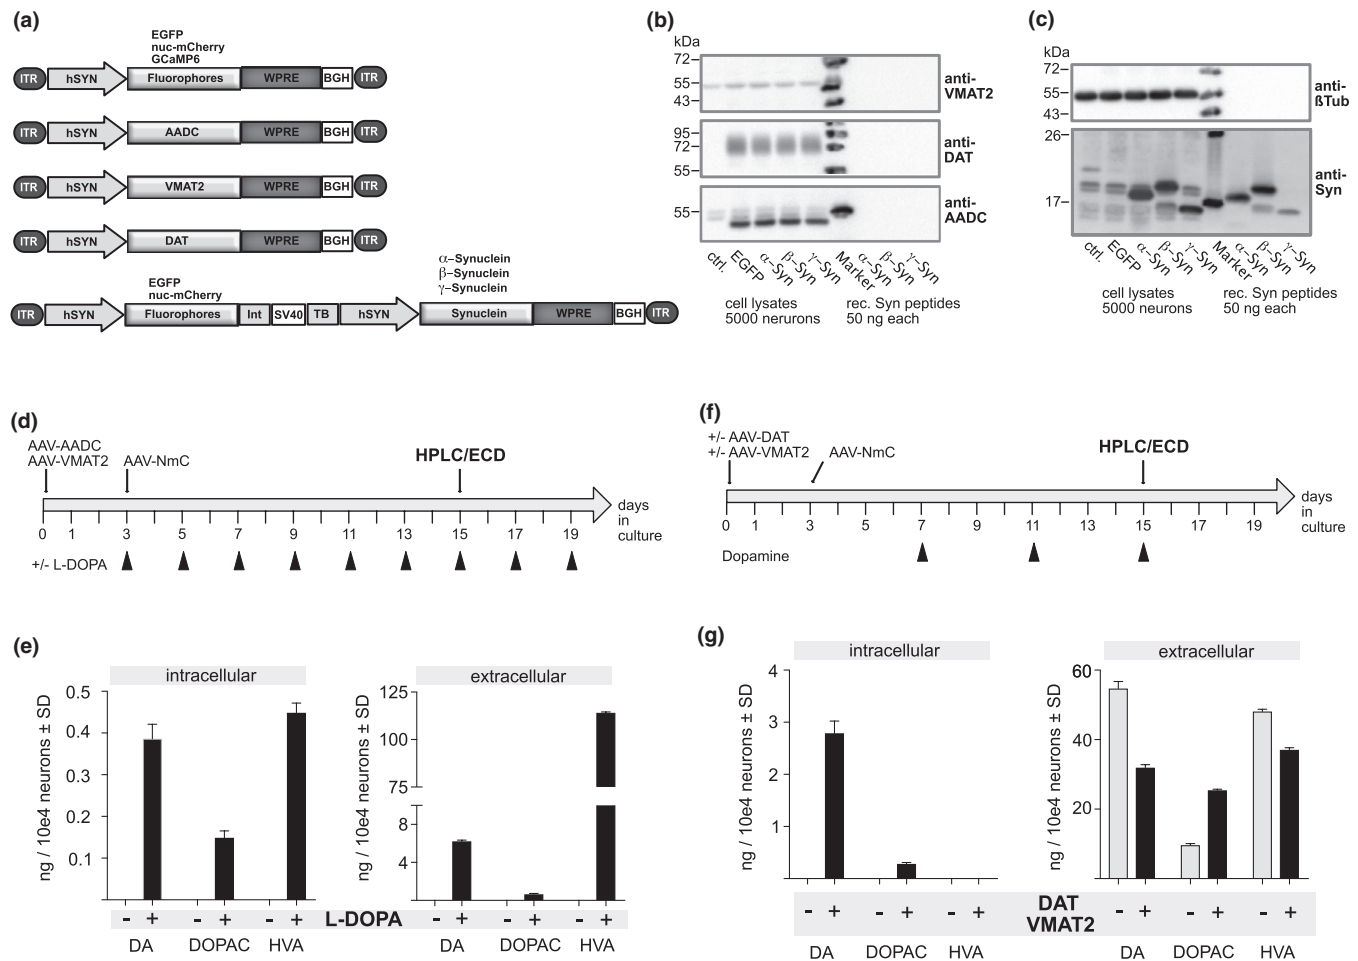 (a)
EGFP
nuc-mCherry
GCaMP6
ITR hSYN Fluorophores WPRE BGH ITR
ITR hSYN AADC WPRE BGH ITR
ITR hSYN VMAT2 WPRE BGH ITR
ITR hSYN DAT WPRE BGH ITR
α–Synuclein
β–Synuclein
γ–Synuclein
EGFP
nuc-mCherry
ITR hSYN Fluorophores Int SV40 TB hSYN Synuclein WPRE BGH ITR
(b)
kDa
72
55
43
anti-
VMAT2
95
72
55
anti-
DAT
55
anti-
AADC
ctrl. EGFP α–Syn β–Syn γ–Syn Marker α–Syn β–Syn γ–Syn
cell lysates rec. Syn peptides
5000 nerurons 50 ng each
(c)
kDa
72
55
43
anti-
ßTub
26
17
anti-
Syn
ctrl. EGFP α–Syn β–Syn γ–Syn Marker α–Syn β–Syn γ–Syn
cell lysates rec. Syn peptides
5000 neurons 50 ng each
(d)
AAV-AADC
AAV-VMAT2 AAV-NmC HPLC/ECD
0 1 3 5 7 9 11 13 15 17 19
days
in
culture
+/- L-DOPA
(f)
+/- AAV-DAT
+/- AAV-VMAT2 AAV-NmC HPLC/ECD
0 1 3 5 7 9 11 13 15 17 19
days
in
culture
Dopamine
(e)
intracellular
ng / 10e4 neurons ± SD
0.5
0.4
0.3
0.2
0.1
extracellular
ng / 10e4 neurons ± SD
125
100
75
8
4
- + - + - + L-DOPA - + - + - +
DA DOPAC HVA DA DOPAC HVA
(g)
intracellular
ng / 10e4 neurons ± SD
4
3
2
1
extracellular
ng / 10e4 neurons ± SD
60
40
20
- + - + - + DAT - + - + - +
VMAT2
DA DOPAC HVA DA DOPAC HVA